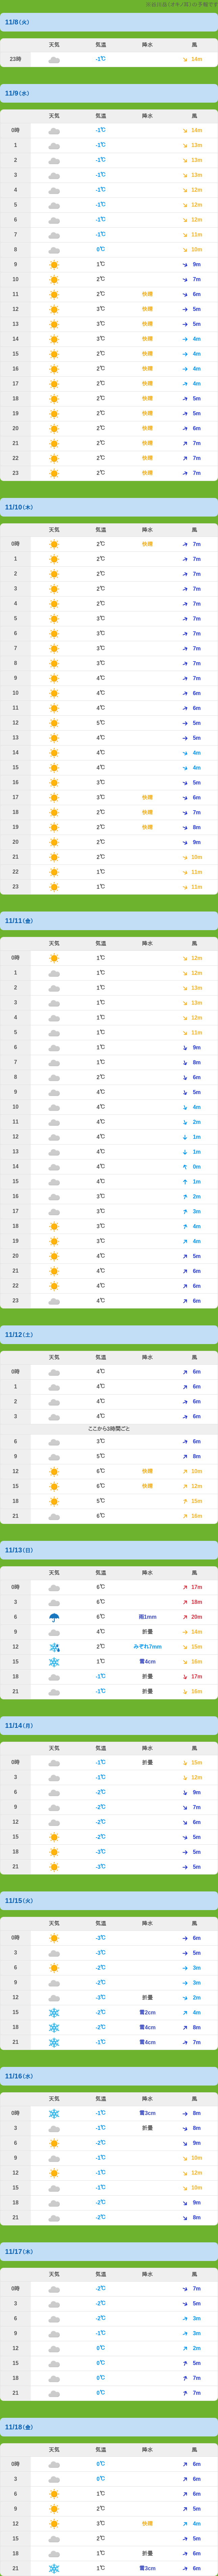 11/8(火)
天気 気温 降水 風
23時 -1℃ 14m
11/9(水)
天気 気温 降水 風
0時 -1℃ 14m
1 -1℃ 13m
2 -1℃ 13m
3 -1℃ 13m
4 -1℃ 12m
5 -1℃ 12m
6 -1℃ 12m
7 -1℃ 11m
8 0℃ 10m
9 1℃ 9m
10 2℃ 7m
11 2℃ 快晴 6m
12 3℃ 快晴 5m
13 3℃ 快晴 5m
14 3℃ 快晴 4m
15 2℃ 快晴 4m
16 2℃ 快晴 4m
17 2℃ 快晴 4m
18 2℃ 快晴 5m
19 2℃ 快晴 5m
20 2℃ 快晴 6m
21 2℃ 快晴 7m
22 2℃ 快晴 7m
23 2℃ 快晴 7m
11/10(木)
天気 気温 降水 風
0時 2℃ 快晴 7m
1 2℃ 7m
2 2℃ 7m
3 2℃ 7m
4 2℃ 7m
5 3℃ 7m
6 3℃ 7m
7 3℃ 7m
8 3℃ 7m
9 4℃ 7m
10 4℃ 6m
11 4℃ 6m
12 5℃ 5m
13 4℃ 5m
14 4℃ 4m
15 4℃ 4m
16 3℃ 5m
17 3℃ 快晴 6m
18 2℃ 快晴 7m
19 2℃ 快晴 8m
20 2℃ 9m
21 2℃ 10m
22 1℃ 11m
23 1℃ 11m
11/11(金)
天気 気温 降水 風
0時 1℃ 12m
1 1℃ 12m
2 1℃ 13m
3 1℃ 13m
4 1℃ 12m
5 1℃ 11m
6 1℃ 9m
7 1℃ 8m
8 2℃ 6m
9 4℃ 5m
10 4℃ 4m
11 4℃ 2m
12 4℃ 1m
13 4℃ 1m
14 4℃ 0m
15 4℃ 1m
16 3℃ 2m
17 3℃ 3m
18 3℃ 4m
19 3℃ 4m
20 4℃ 5m
21 4℃ 6m
22 4℃ 6m
23 4℃ 6m
11/12(土)
天気 気温 降水 風
0時 4℃ 6m
1 4℃ 6m
2 4℃ 6m
3 4℃ 6m
ここから3時間ごと
6 3℃ 6m
9 5℃ 8m
12 6℃ 快晴 10m
15 6℃ 快晴 12m
18 5℃ 15m
21 6℃ 16m
11/13(日)
天気 気温 降水 風
0時 6℃ 17m
3 6℃ 18m
6 6℃ 雨1mm 20m
9 4℃ 14m
12 2℃ みぞれ7mm 15m
15 1℃ 雪4cm 16m
18 -1℃ 17m
21 -1℃ 16m
11/14(月)
天気 気温 降水 風
0時 -1℃ 15m
3 -1℃ 12m
6 -2℃ 9m
9 -2℃ 7m
12 -2℃ 6m
15 -2℃ 5m
18 -3℃ 5m
21 -3℃ 5m
11/15(火)
天気 気温 降水 風
0時 -3℃ 6m
3 -3℃ 5m
6 -2℃ 3m
9 -2℃ 3m
12 -3℃ 2m
15 -2℃ 雪2cm 4m
18 -2℃ 雪4cm 8m
21 -1℃ 雪4cm 7m
11/16(水)
天気 気温 降水 風
0時 -1℃ 雪3cm 8m
3 -1℃ 8m
6 -2℃ 9m
9 -1℃ 10m
12 -1℃ 12m
15 -1℃ 10m
18 -2℃ 9m
21 -2℃ 8m
11/17(木)
天気 気温 降水 風
0時 -2℃ 7m
3 -2℃ 5m
6 -2℃ 3m
9 -1℃ 3m
12 0℃ 2m
15 0℃ 5m
18 0℃ 7m
21 0℃ 7m
11/18(金)
天気 気温 降水 風
0時 0℃ 6m
3 0℃ 6m
6 1℃ 6m
9 2℃ 5m
12 3℃ 快晴 4m
15 2℃ 5m
18 1℃ 6m
21 1℃ 雪3cm 6m